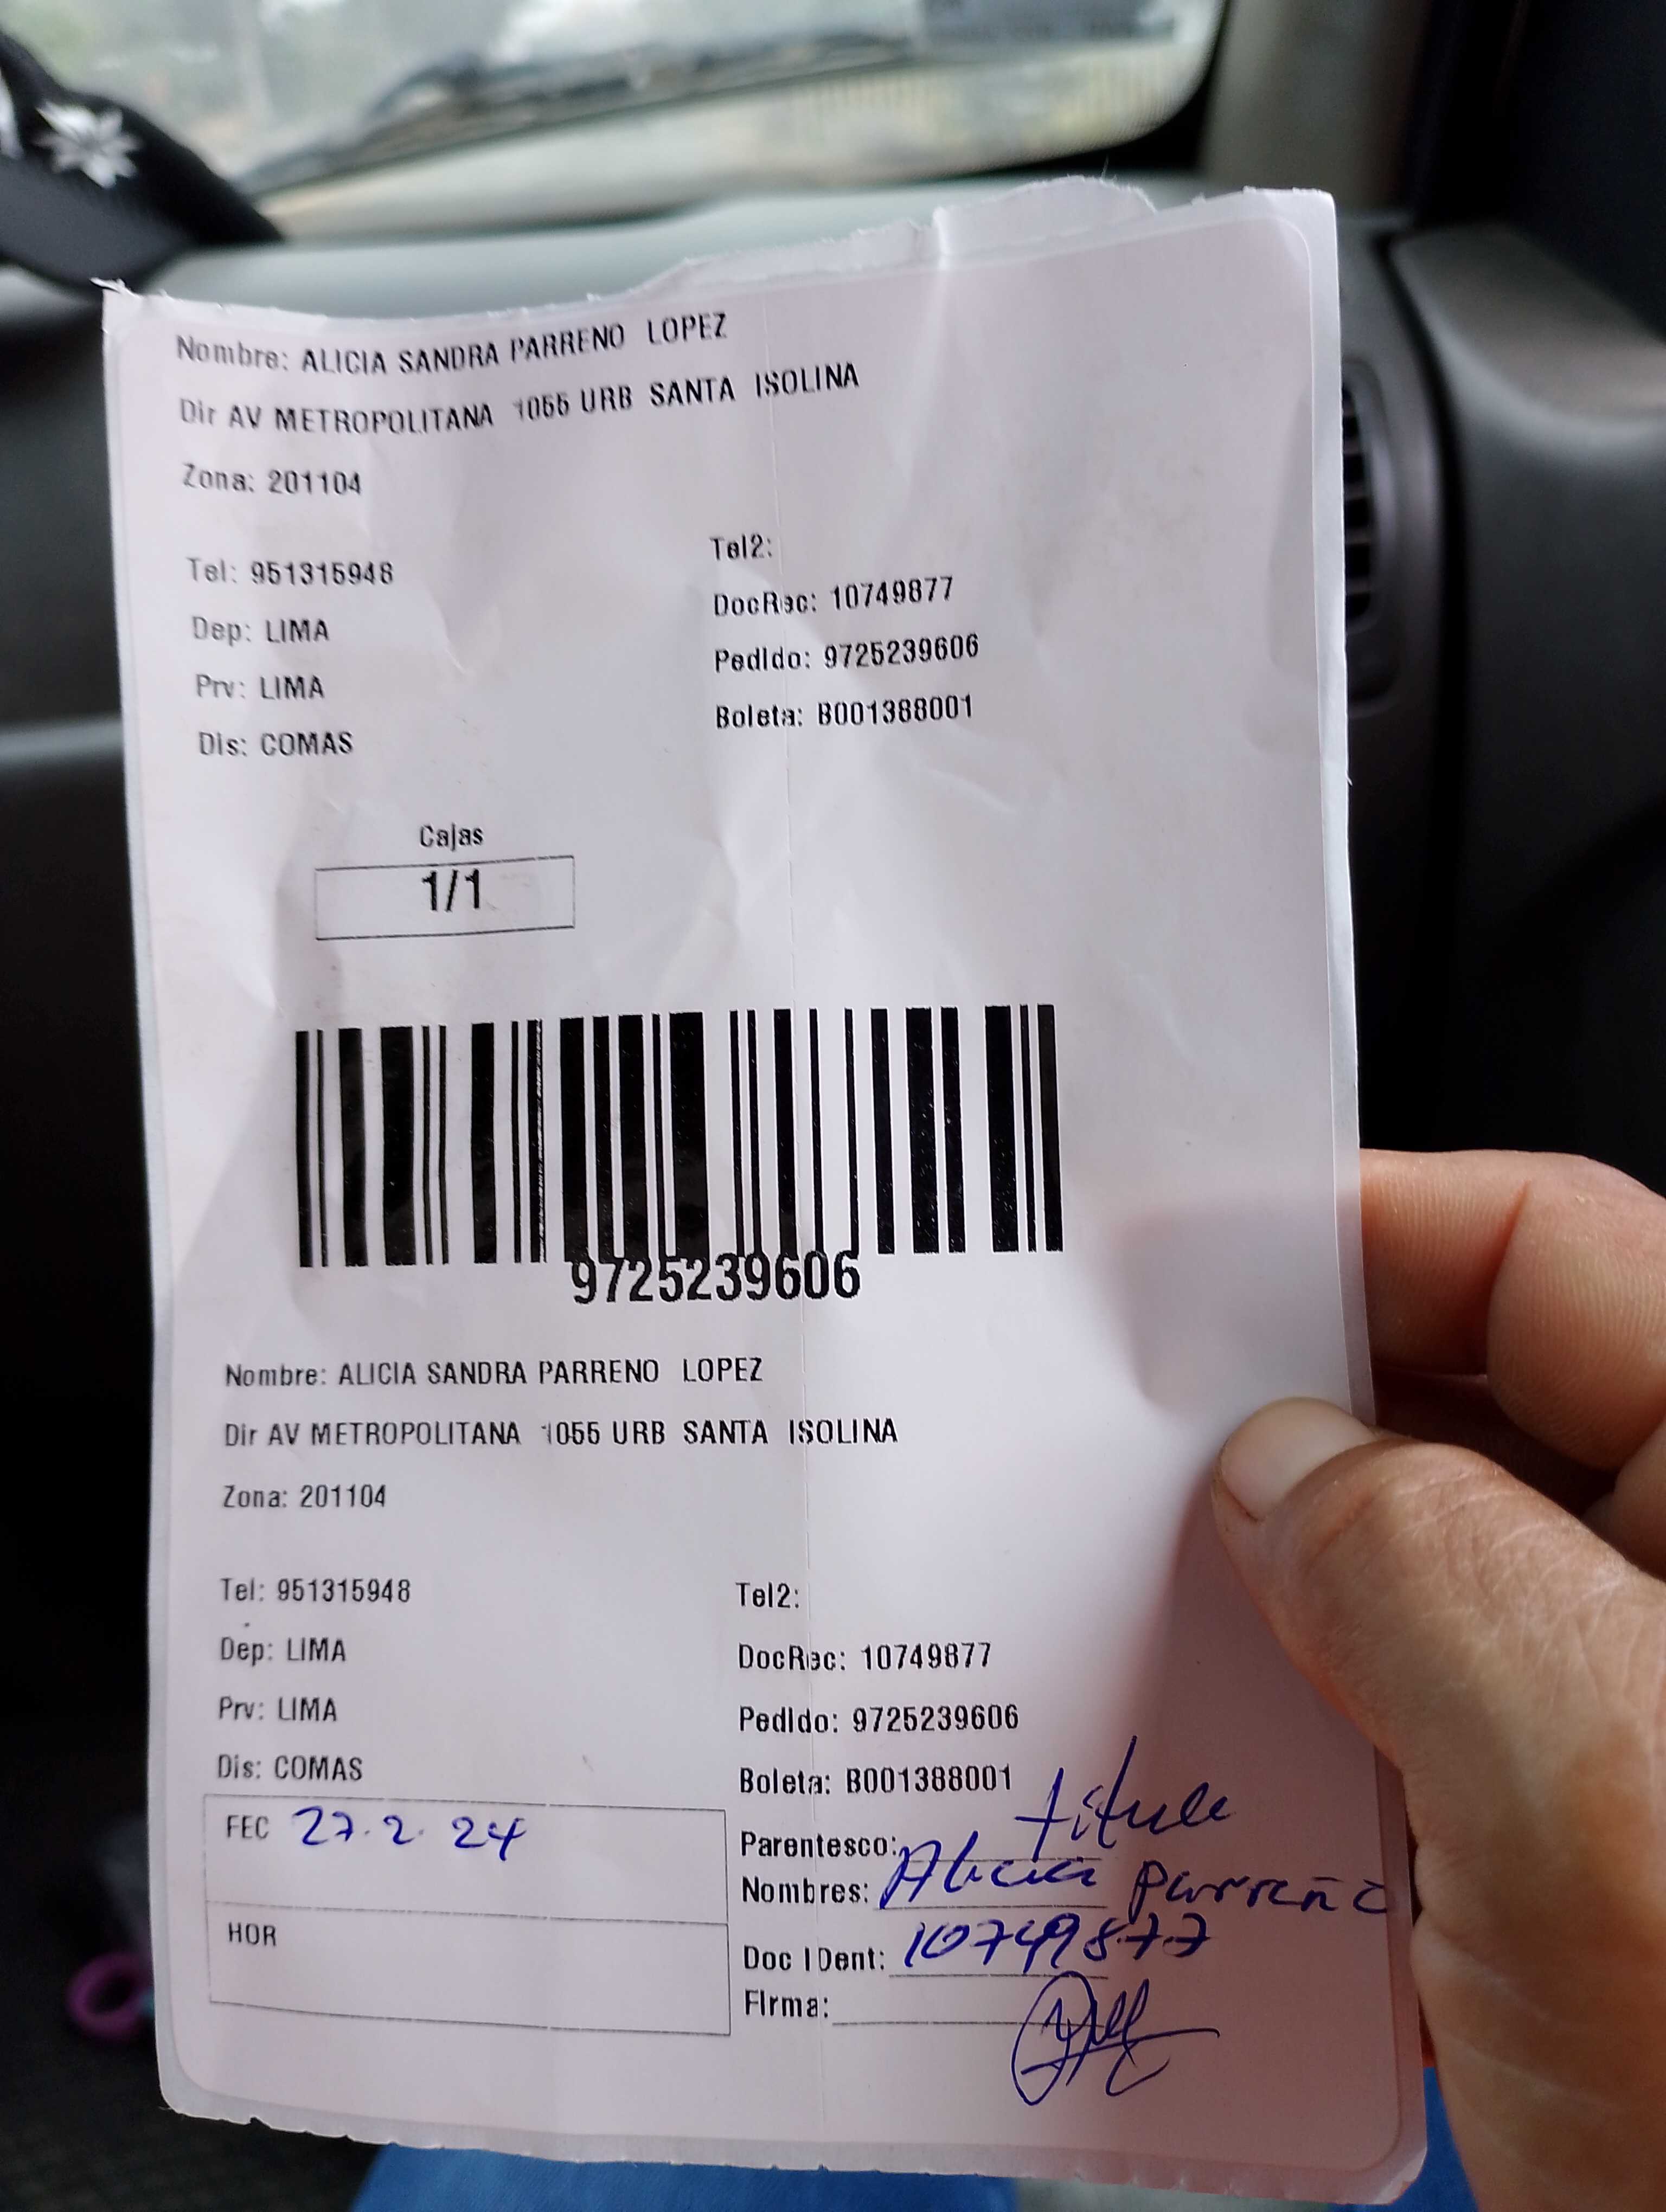 Nombre: ALICIA SANDRA PARRENO LOPEZ
Dir AV METROPOLITANA 1055 URB SANTA ISOLINA
Zona: 201104
Tel: 951315948
Tel2:
Dep: LIMA
DocRec: 10749877
Prv: LIMA
Pedido: 9725239606
Dis: COMAS
Boleta: B001388001
Cajas
1/1
9725239606
Nombre: ALICIA SANDRA PARRENO LOPEZ
Dir AV METROPOLITANA 1055 URB SANTA ISOLINA
Zona: 201104
Tel: 951315948
Tel2:
Dep: LIMA
DocRec: 10749877
Prv: LIMA
Pedido: 9725239606
Dis: COMAS
Boleta: B001388001
FEC 27.2.24
Parentesco:
Nombres: Alicia Parreño
HOR
Doc IDent: 10749877
Firma: